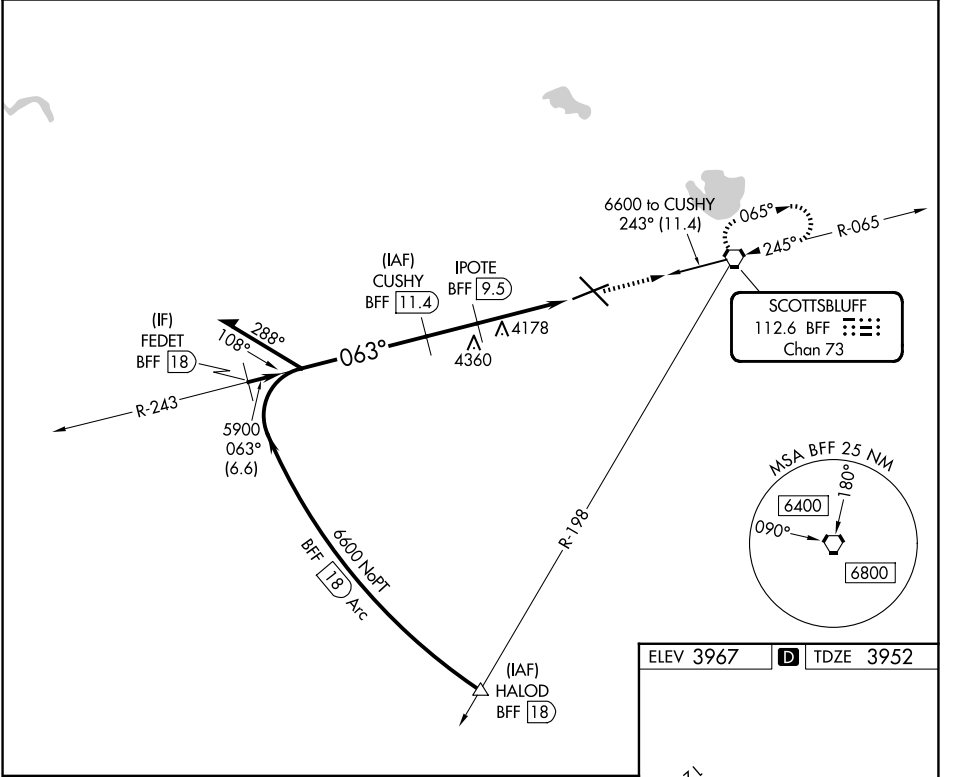 6600 to CUSHY
243° (11.4)
065°
245°
R-065
(IAF)
CUSHY
BFF 11.4
IPOTE
BFF 9.5
4178
4360
SCOTTSBLUFF
112.6 BFF
Chan 73
(IF)
FEDET
BFF 18
288°
108°
063°
R-243
5900
063°
(6.6)
R-198
6600 NoPT
BFF 18 Arc
MSA BFF 25 NM
180°
6400
090°
6800
(IAF)
HALOD
BFF 18
ELEV 3967 D TDZE 3952